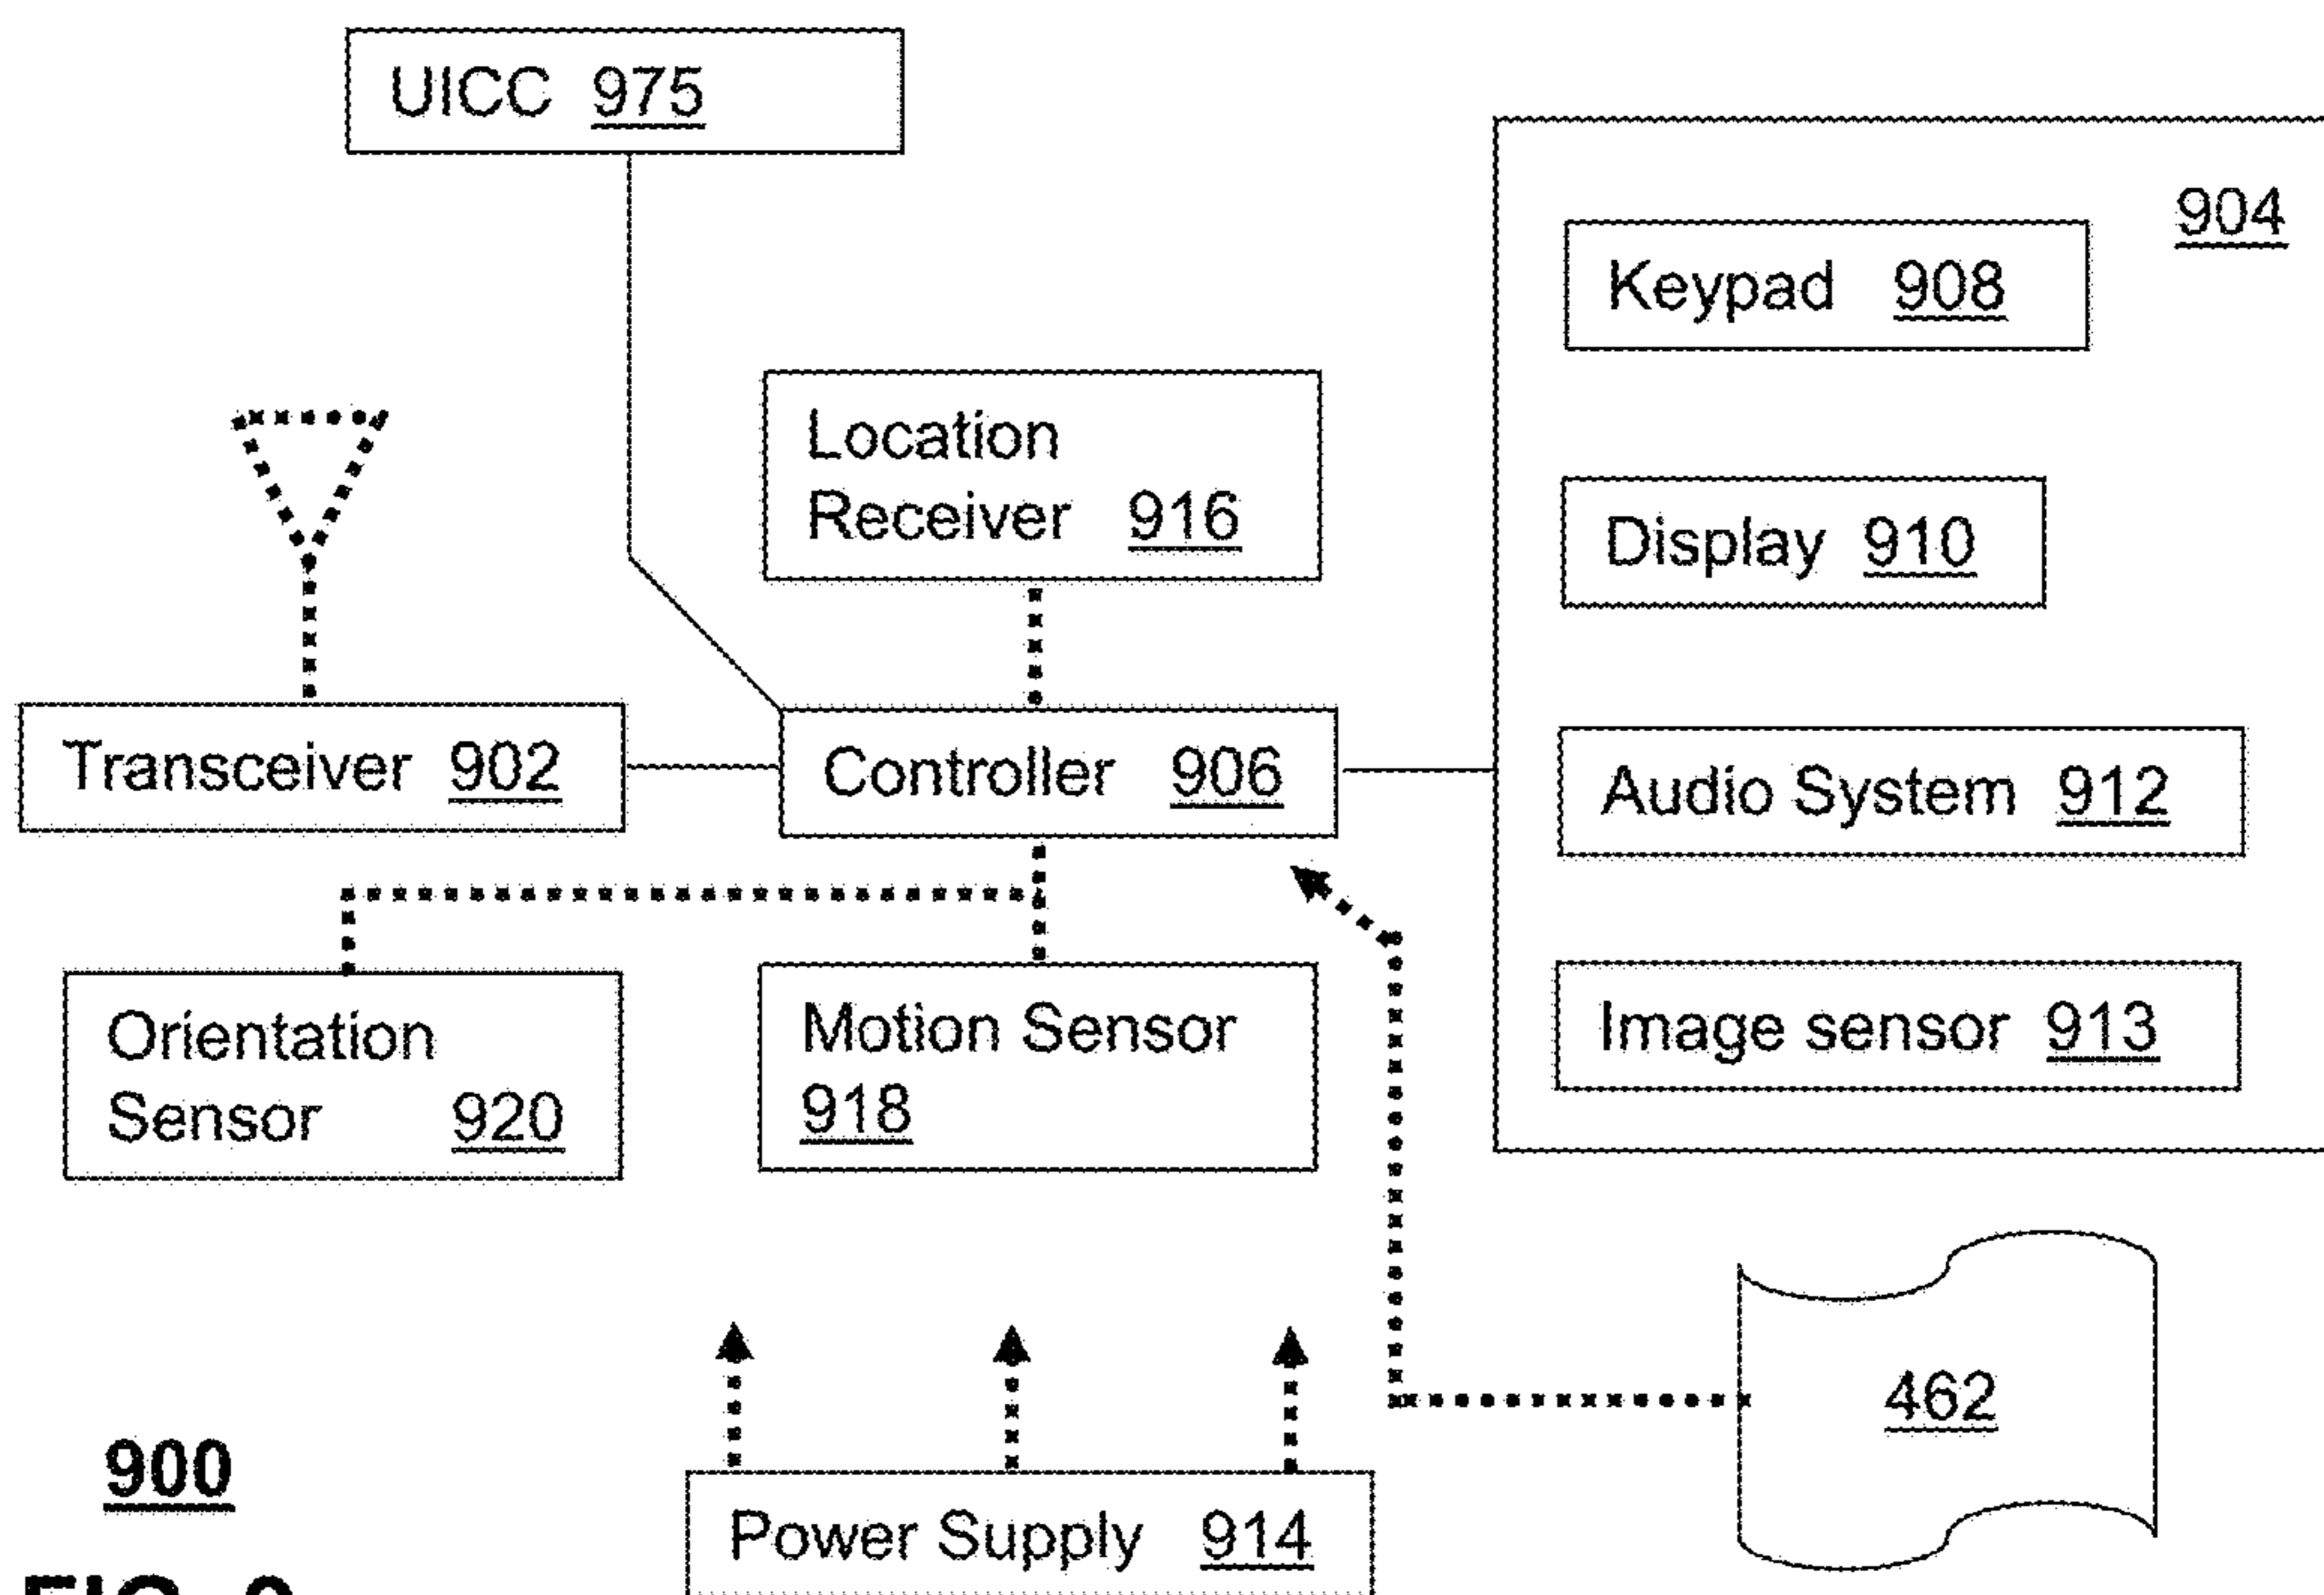 UICC 975
904
Keypad 908
Location
Receiver 916
Display 910
Transceiver 902
Controller 906
Audio System 912
Orientation
Sensor 920
Motion Sensor
918
Image sensor 913
462
900
Power Supply 914